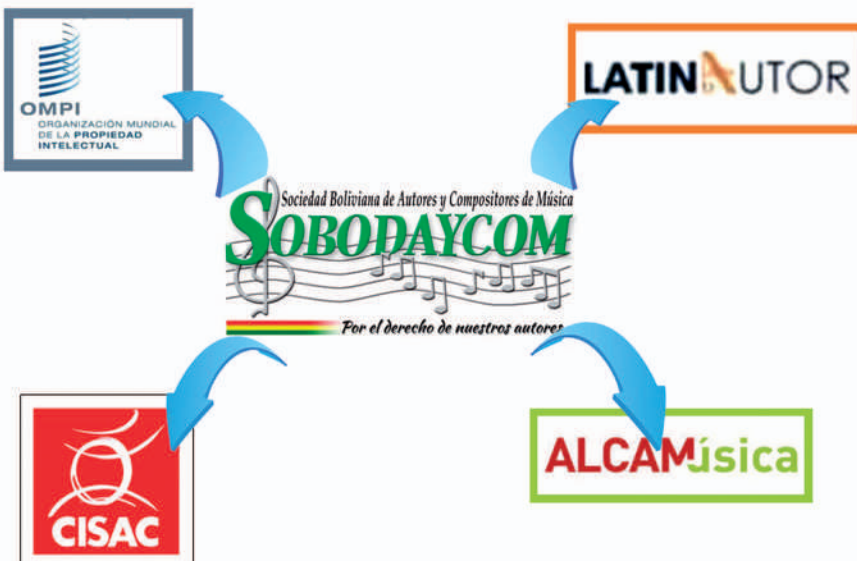 OMPI
ORGANIZACIÓN MUNDIAL
DE LA PROPIEDAD
INTELECTUAL
LATINAUTOR
Sociedad Boliviana de Autores y Compositores de Música
SOBODAYCOM
Por el derecho de nuestros autores
CISAC
ALCAMúsica